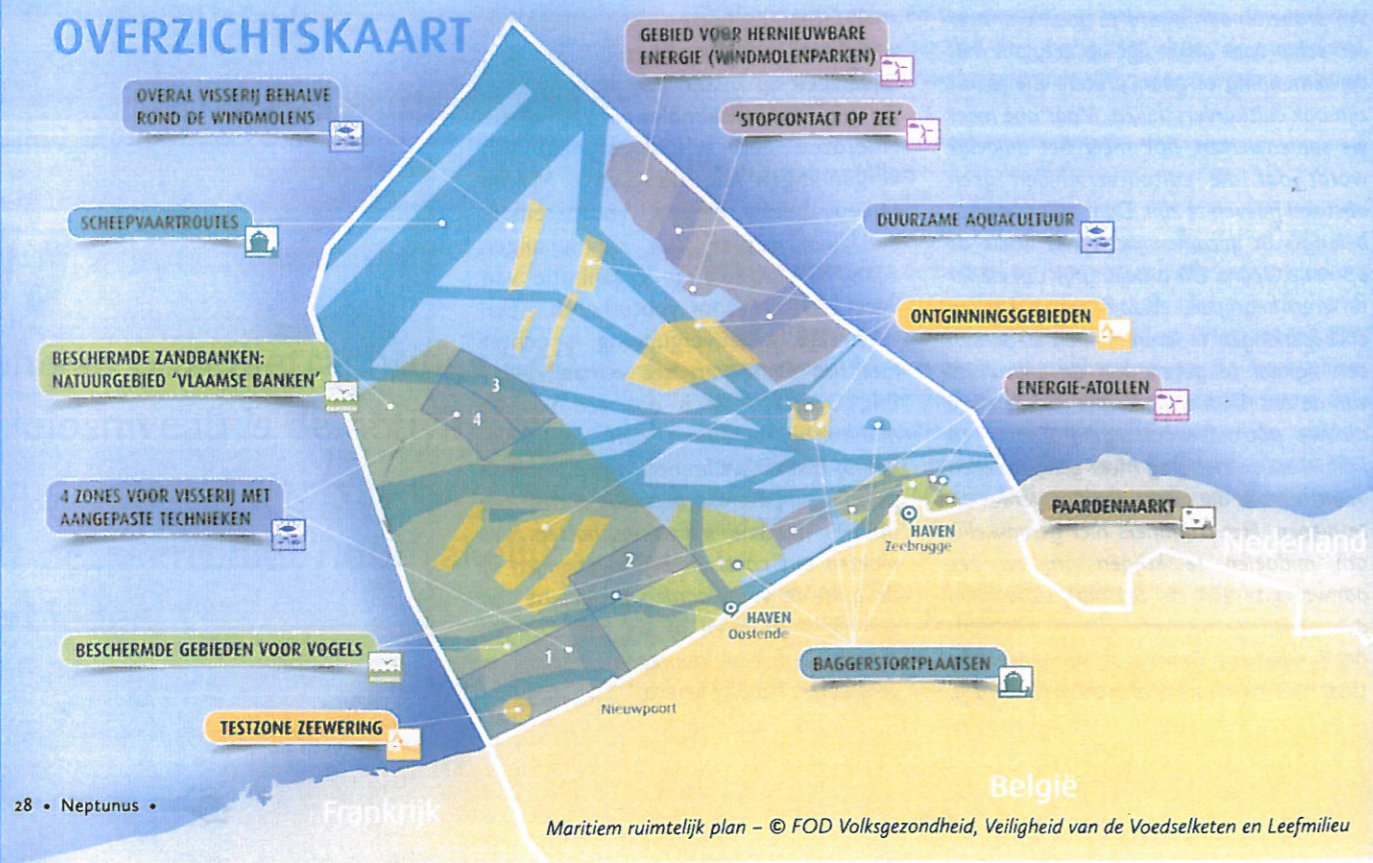 OVERZICHTSKAART
GEBIED VOOR HERNIEUWBARE
ENERGIE (WINDMOLENPARKEN)
OVERAL VISSERIJ BEHALVE
ROND DE WINDMOLENS
'STOPCONTACT OP ZEE'
SCHEEPVAARTROUTES
DUURZAME AQUACULTUUR
ONTGINNINGSGEBIEDEN
BESCHERMDE ZANDBANKEN:
NATUURGEBIED 'VLAAMSE BANKEN'
3
4
ENERGIE-ATOLLEN
4 ZONES VOOR VISSERIJ MET
AANGEPASTE TECHNIEKEN
PAARDENMARKT
HAVEN
Zeebrugge
Nederland
2
HAVEN
Oostende
BESCHERMDE GEBIEDEN VOOR VOGELS
1
BAGGERSTORTPLAATSEN
Nieuwpoort
TESTZONE ZEEWERING
België
28 • Neptunus •
Frankrijk
Maritiem ruimtelijk plan – © FOD Volksgezondheid, Veiligheid van de Voedselketen en Leefmilieu